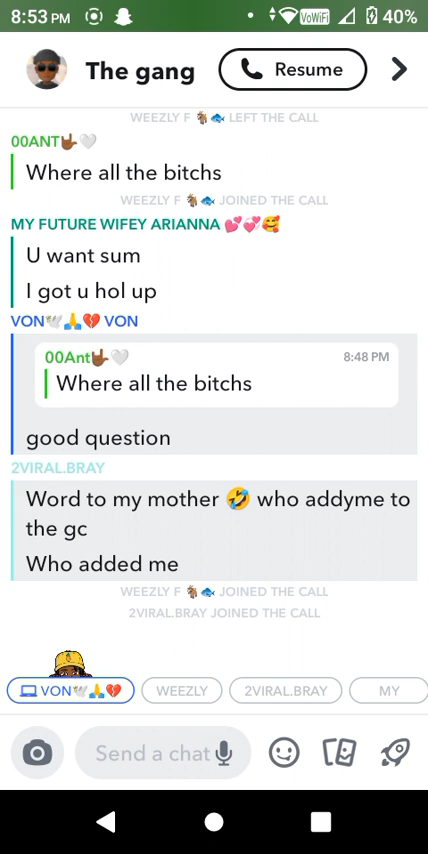 8:53 PM VoWiFi 40%
The gang Resume
WEEZLY F 🐐🐟 LEFT THE CALL
00ANT🤟🏾🤍
Where all the bitchs
WEEZLY F 🐐🐟 JOINED THE CALL
MY FUTURE WIFEY ARIANNA 💕💞🥰
U want sum
I got u hol up
VON🕊️🙏💔 VON
00Ant🤟🏾🤍 8:48 PM
Where all the bitchs
good question
2VIRAL.BRAY
Word to my mother 🤣 who addyme to
the gc
Who added me
WEEZLY F 🐐🐟 JOINED THE CALL
2VIRAL.BRAY JOINED THE CALL
VON🕊️🙏💔 WEEZLY 2VIRAL.BRAY MY
Send a chat